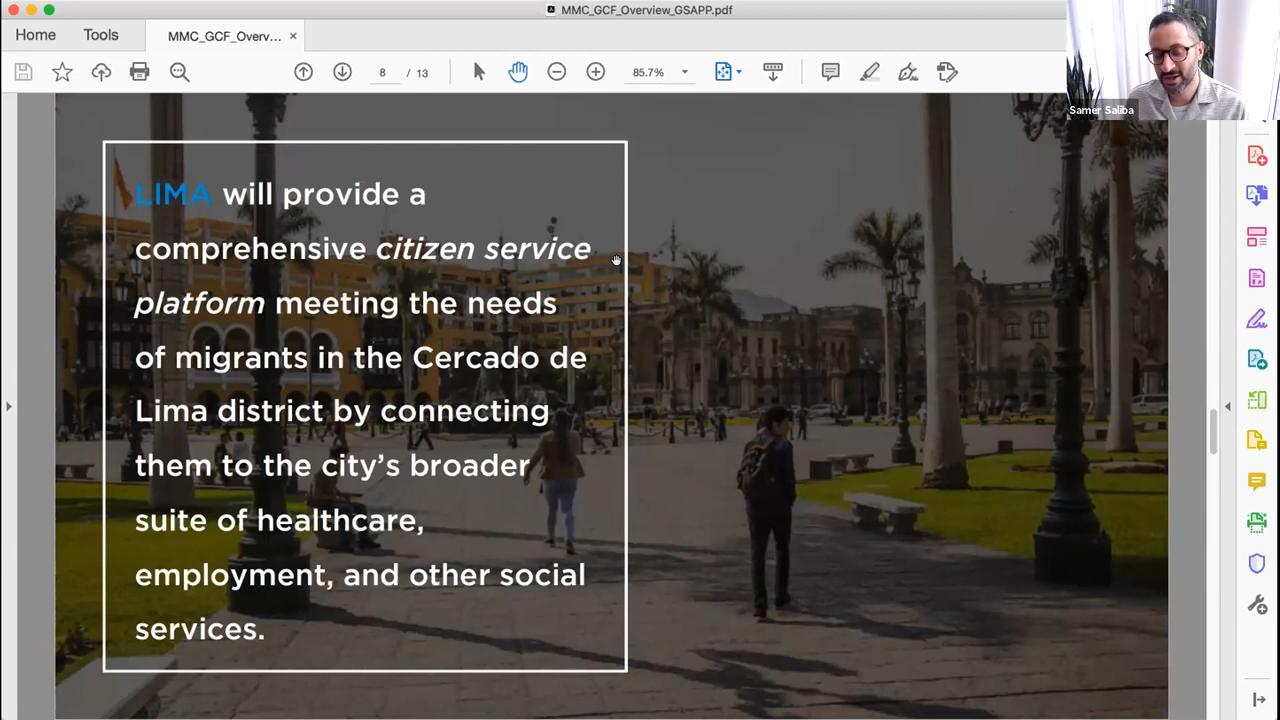 MMC_GCF_Overview_GSAPP.pdf
Home
Tools
MMC_GCF_Overv...
8 / 13
85.7%
Samer Saliba
LIMA will provide a
comprehensive citizen service
platform meeting the needs
of migrants in the Cercado de
Lima district by connecting
them to the city’s broader
suite of healthcare,
employment, and other social
services.